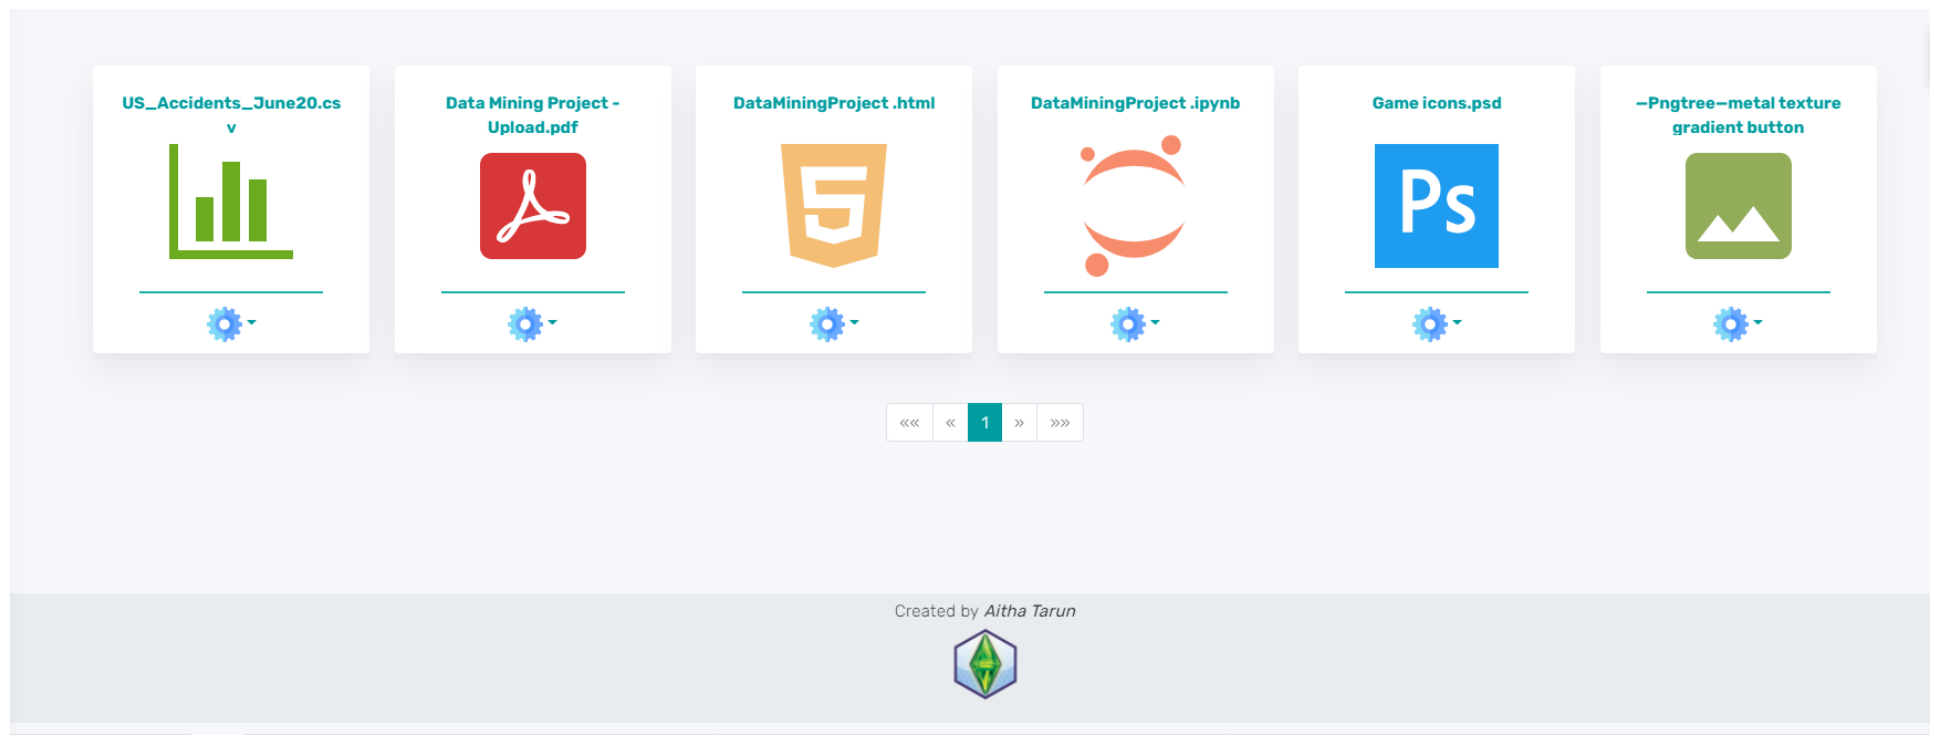 US_Accidents_June20.cs
v
Data Mining Project -
Upload.pdf
DataMiningProject .html
DataMiningProject .ipynb
Game icons.psd
—Pngtree—metal texture
gradient button
5
Ps
«« « 1 » »»
Created by Aitha Tarun